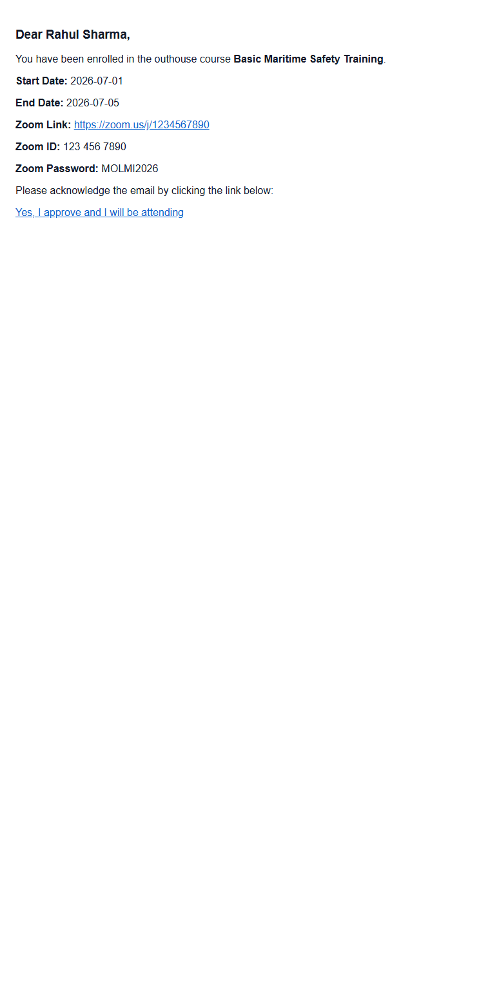 Dear Rahul Sharma,
You have been enrolled in the outhouse course Basic Maritime Safety Training.
Start Date: 2026-07-01
End Date: 2026-07-05
Zoom Link: https://zoom.us/j/1234567890
Zoom ID: 123 456 7890
Zoom Password: MOLMI2026
Please acknowledge the email by clicking the link below:
Yes, I approve and I will be attending